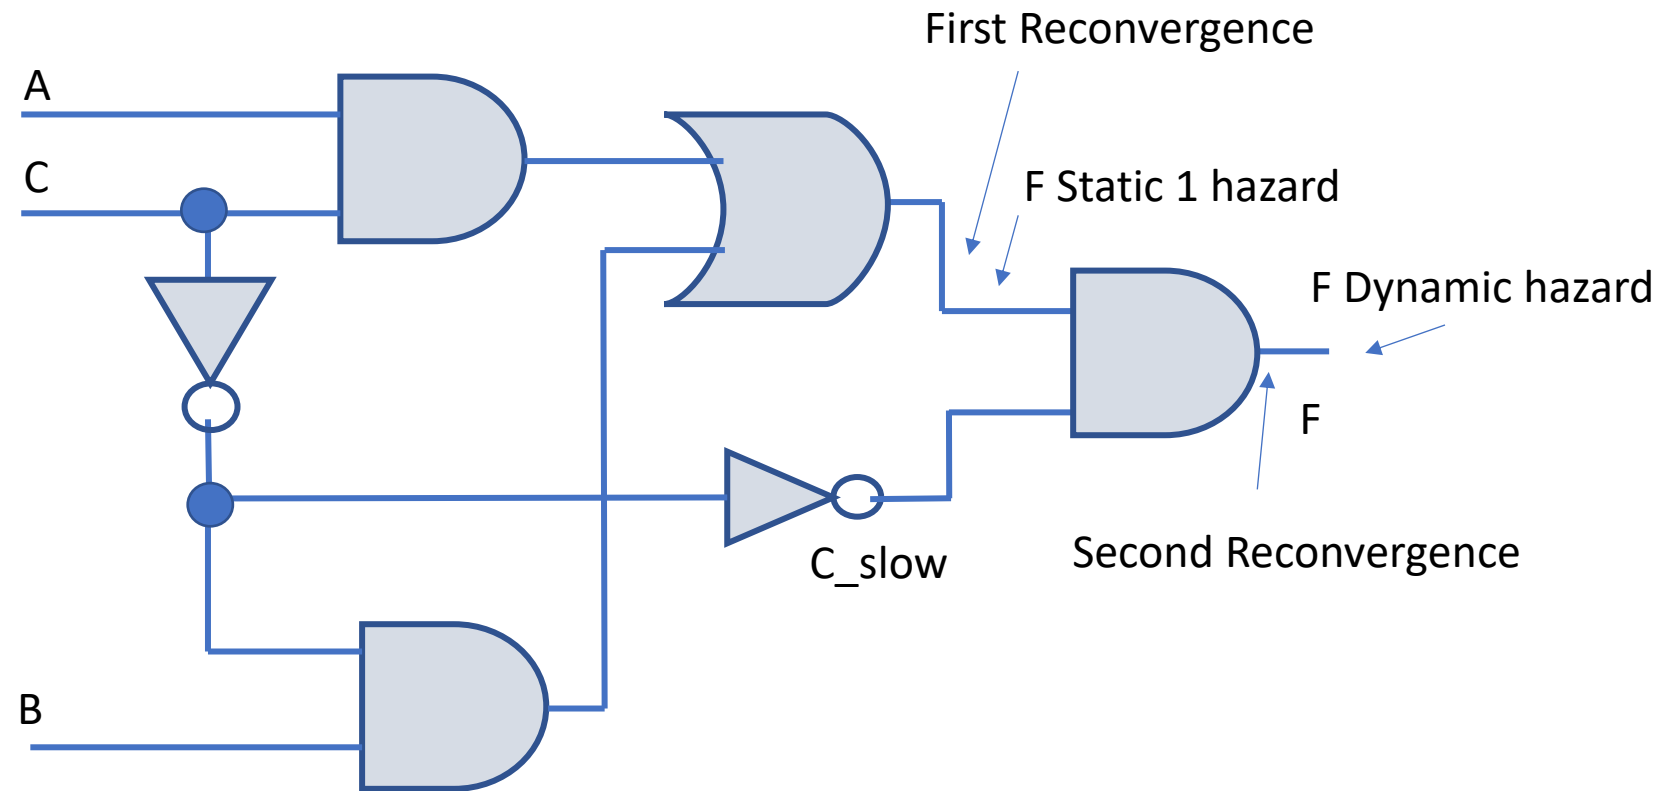 First Reconvergence
A
C
F Static 1 hazard
F Dynamic hazard
F
C_slow
Second Reconvergence
B